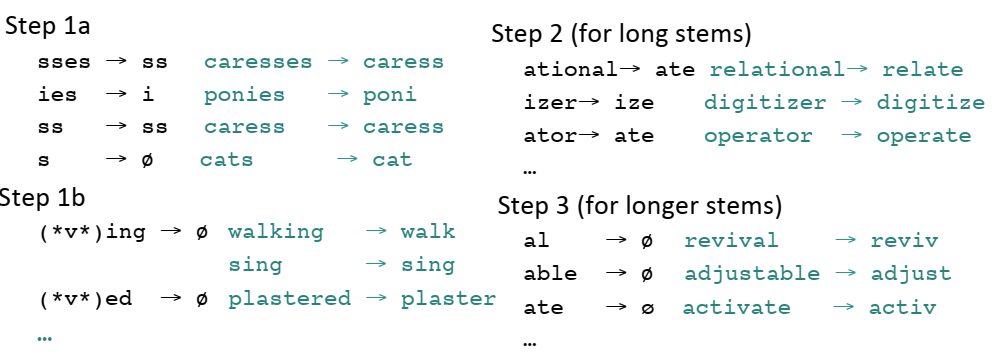 Step 1a
sses → ss caresses → caress
ies → i ponies → poni
ss → ss caress → caress
s → ø cats → cat
Step 1b
(*v*)ing → ø walking → walk
sing → sing
(*v*)ed → ø plastered → plaster
…
Step 2 (for long stems)
ational→ ate relational→ relate
izer→ ize digitizer → digitize
ator→ ate operator → operate
…
Step 3 (for longer stems)
al → ø revival → reviv
able → ø adjustable → adjust
ate → ø activate → activ
…